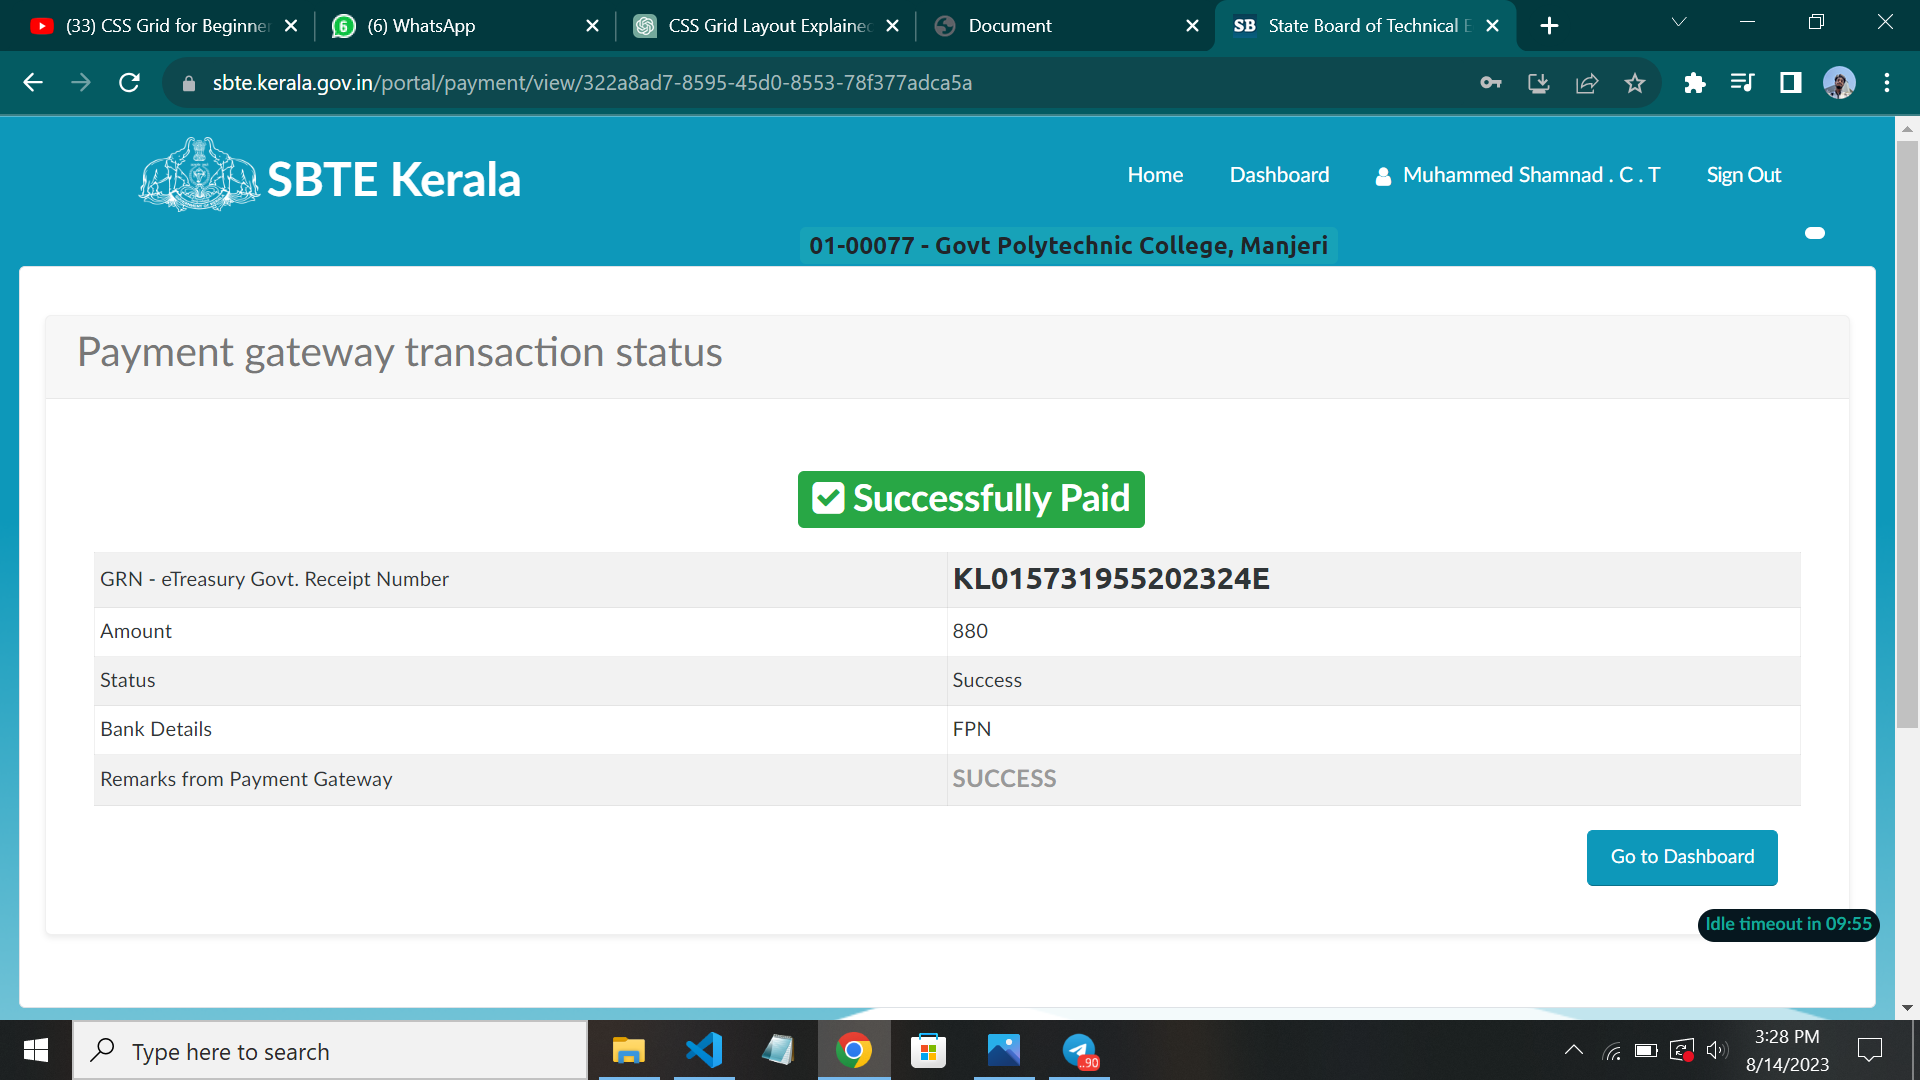 (33) CSS Grid for Beginner
(6) WhatsApp
CSS Grid Layout Explained
Document
SB State Board of Technical E
sbte.kerala.gov.in/portal/payment/view/322a8ad7-8595-45d0-8553-78f377adca5a
SBTE Kerala
Home
Dashboard
Muhammed Shamnad . C . T
Sign Out
01-00077 - Govt Polytechnic College, Manjeri
Payment gateway transaction status
Successfully Paid
GRN - eTreasury Govt. Receipt Number KL015731955202324E
Amount 880
Status Success
Bank Details FPN
Remarks from Payment Gateway SUCCESS
Go to Dashboard
Idle timeout in 09:55
Type here to search
..90
3:28 PM
8/14/2023